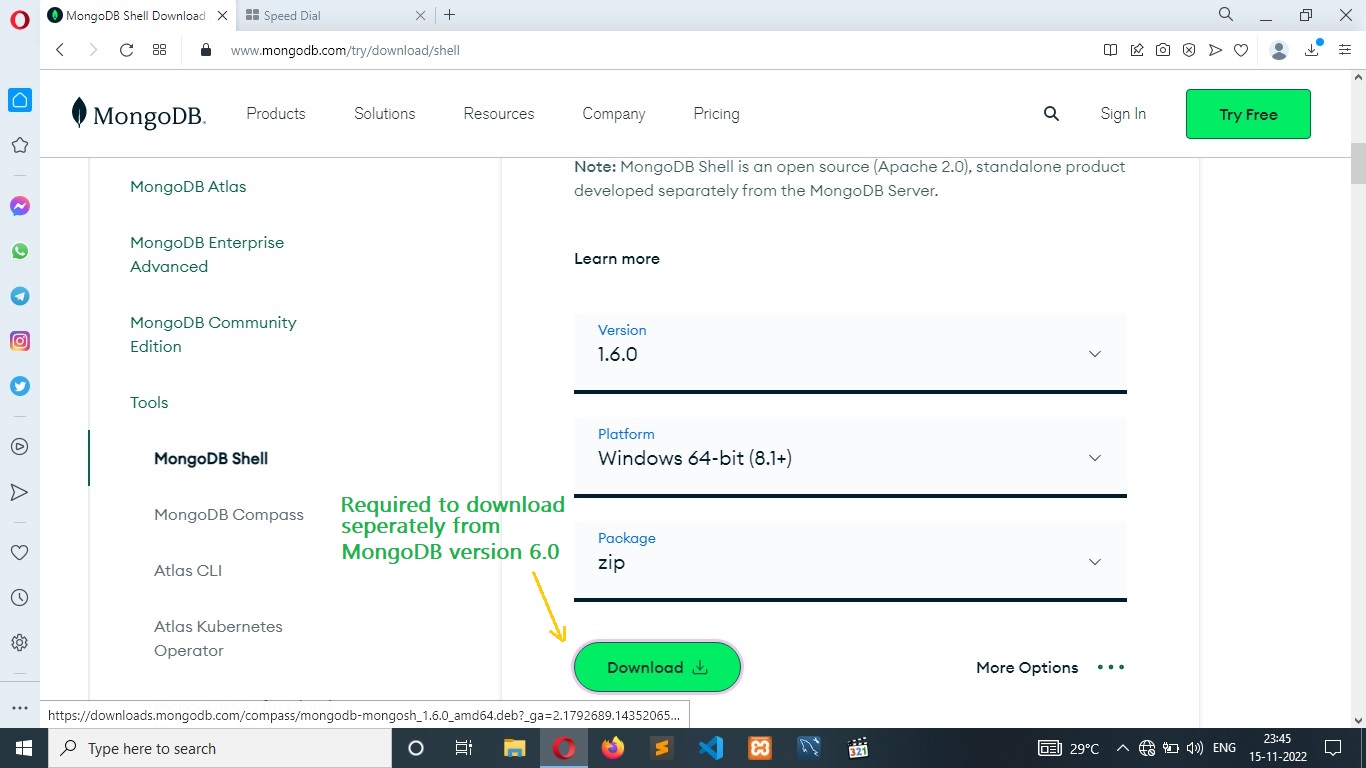 MongoDB Shell Download
Speed Dial
www.mongodb.com/try/download/shell
MongoDB.
Products
Solutions
Resources
Company
Pricing
Sign In
Try Free
MongoDB Atlas
MongoDB Enterprise
Advanced
MongoDB Community
Edition
Tools
MongoDB Shell
MongoDB Compass
Atlas CLI
Atlas Kubernetes
Operator
Note: MongoDB Shell is an open source (Apache 2.0), standalone product
developed separately from the MongoDB Server.
Learn more
Version
1.6.0
Platform
Windows 64-bit (8.1+)
Package
zip
Required to download
seperately from
MongoDB version 6.0
Download
More Options
https://downloads.mongodb.com/compass/mongodb-mongosh_1.6.0_amd64.deb?_ga=2.1792689.14352065...
Type here to search
321
29°C
ENG
23:45
15-11-2022